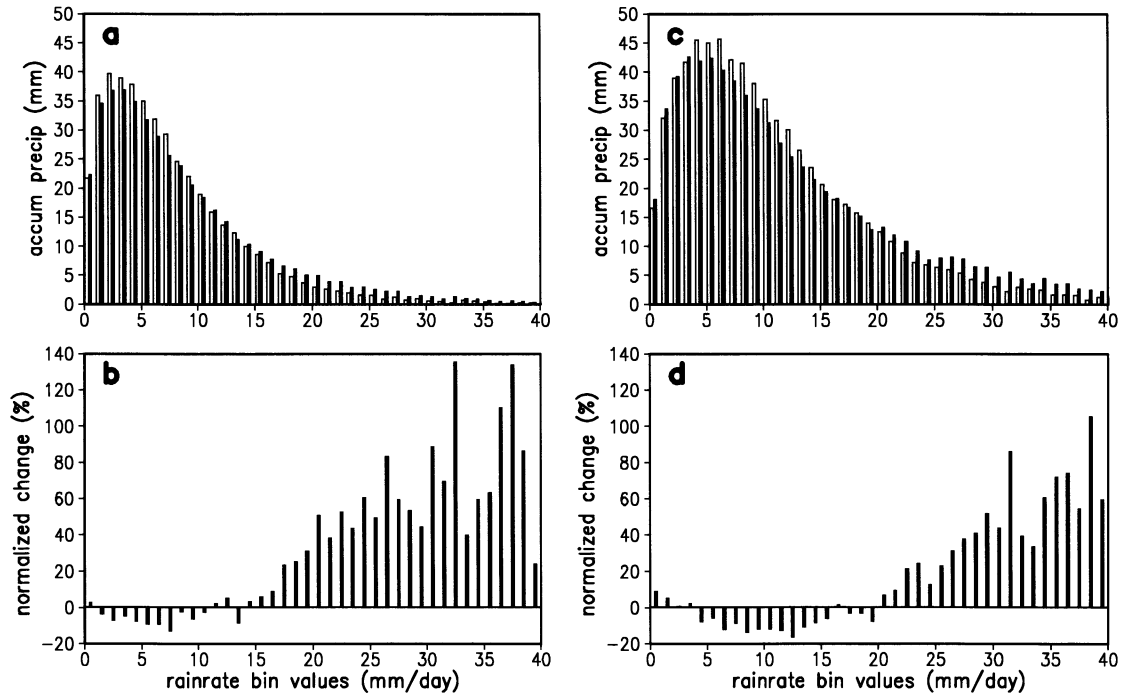 a
accum precip (mm)
50
45
40
35
30
25
20
15
10
5
0
0 5 10 15 20 25 30 35 40
c
accum precip (mm)
50
45
40
35
30
25
20
15
10
5
0
0 5 10 15 20 25 30 35 40
b
normalized change (%)
140
120
100
80
60
40
20
0
−20
0 5 10 15 20 25 30 35 40
rainrate bin values (mm/day)
d
normalized change (%)
140
120
100
80
60
40
20
0
−20
0 5 10 15 20 25 30 35 40
rainrate bin values (mm/day)